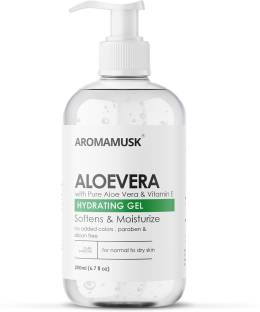 AROMAMUSK®
ALOEVERA
with Pure Aloe Vera & Vitamin E
HYDRATING GEL
Softens & Moisturize
No added colors, paraben &
silicon free
for normal to dry skin
200ml (6.7 fl oz)